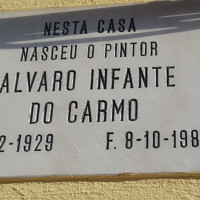 NESTA CASA
NASCEU O PINTOR
ALVARO INFANTE
DO CARMO
2-1929 F. 8-10-198